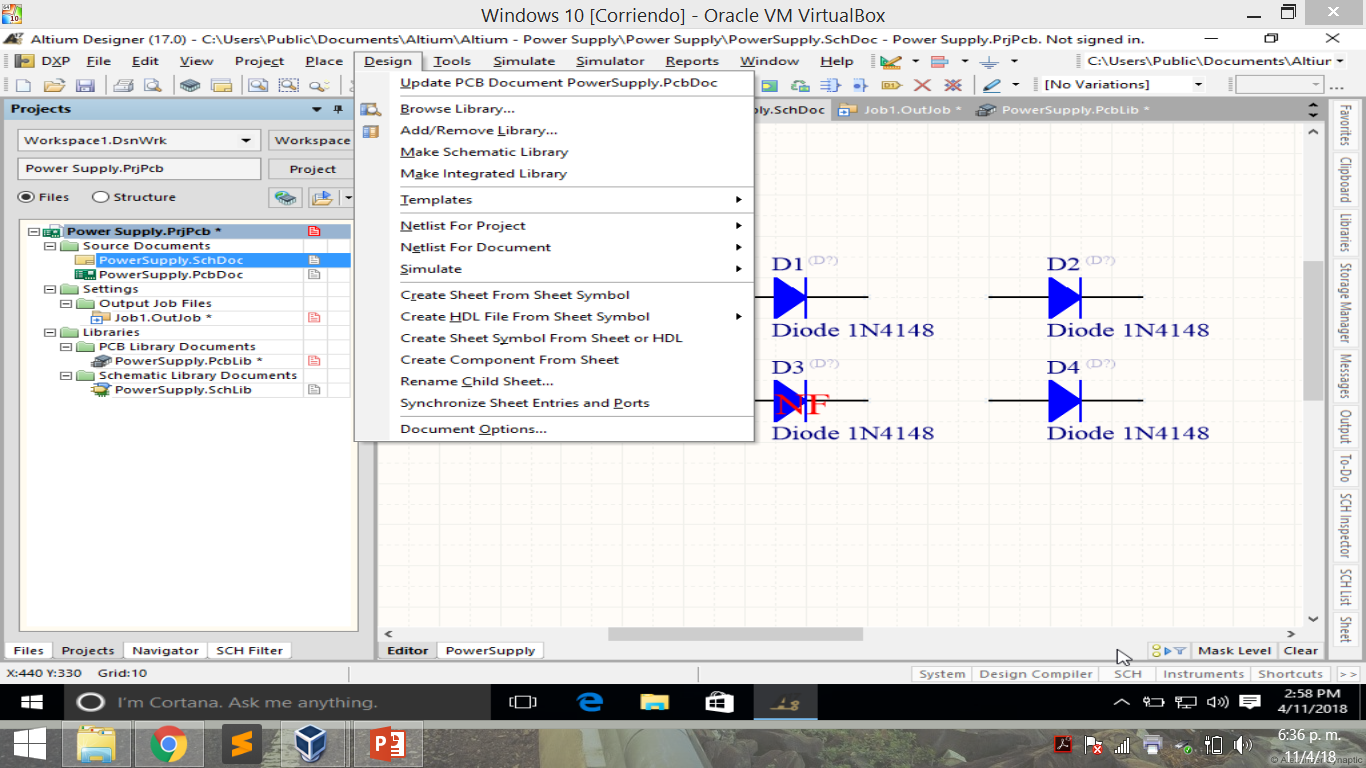 Windows 10 [Corriendo] - Oracle VM VirtualBox
Altium Designer (17.0) - C:\Users\Public\Documents\Altium\Altium - Power Supply\Power Supply\PowerSupply.SchDoc - Power Supply.PrjPcb. Not signed in.
DXP File Edit View Project Place Design Tools Simulate Simulator Reports Window Help C:\Users\Public\Documents\Altiur
[No Variations]
Projects
Workspace1.DsnWrk Workspace
Power Supply.PrjPcb Project
Files Structure
Power Supply.PrjPcb *
Source Documents
PowerSupply.SchDoc
PowerSupply.PcbDoc
Settings
Output Job Files
Job1.OutJob *
Libraries
PCB Library Documents
PowerSupply.PcbLib *
Schematic Library Documents
PowerSupply.SchLib
Files Projects Navigator SCH Filter
Update PCB Document PowerSupply.PcbDoc
Browse Library...
Add/Remove Library...
Make Schematic Library
Make Integrated Library
Templates
Netlist For Project
Netlist For Document
Simulate
Create Sheet From Sheet Symbol
Create HDL File From Sheet Symbol
Create Sheet Symbol From Sheet or HDL
Create Component From Sheet
Rename Child Sheet...
Synchronize Sheet Entries and Ports
Document Options...
ly.SchDoc Job1.OutJob * PowerSupply.PcbLib *
D1 (D?) D2 (D?)
Diode 1N4148 Diode 1N4148
D3 (D?) D4 (D?)
NF
Diode 1N4148 Diode 1N4148
Favorites
Clipboard
Libraries
Storage Manager
Messages
Output
To-Do
SCH Inspector
SCH List
Sheet
Editor PowerSupply Mask Level Clear
X:440 Y:330 Grid:10 System Design Compiler SCH Instruments Shortcuts >>
I'm Cortana. Ask me anything.
2:58 PM
4/11/2018
6:36 p. m.
11/4/18